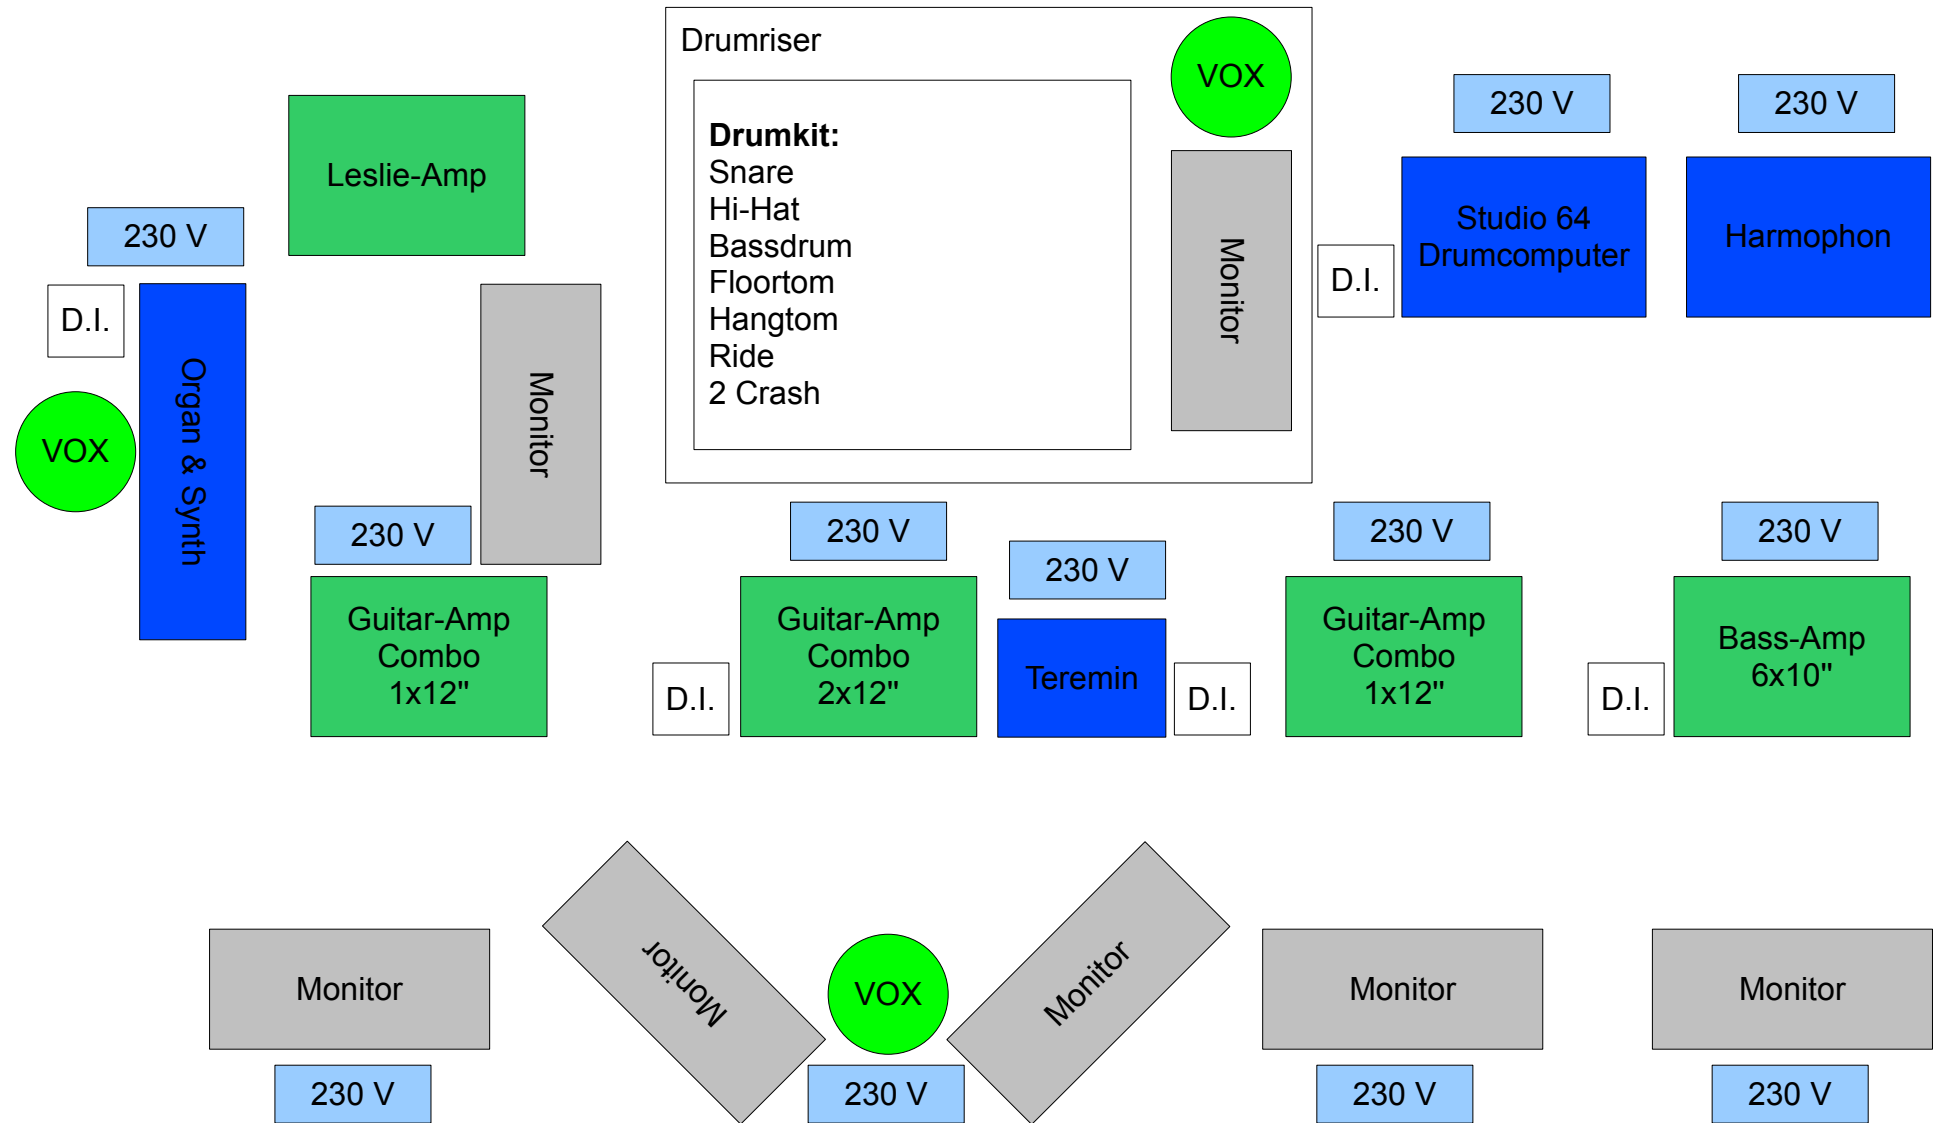 Drumriser
VOX
230 V
230 V
Leslie-Amp
Drumkit:
Snare
Hi-Hat
Bassdrum
Floortom
Hangtom
Ride
2 Crash
Monitor
Studio 64
Drumcomputer
Harmophon
D.I.
230 V
D.I.
VOX
Organ & Synth
Monitor
230 V
230 V
230 V
230 V
230 V
Guitar-Amp
Combo
1x12"
D.I.
Guitar-Amp
Combo
2x12"
Teremin
D.I.
Guitar-Amp
Combo
1x12"
D.I.
Bass-Amp
6x10"
Monitor
Monitor
VOX
Monitor
Monitor
Monitor
230 V
230 V
230 V
230 V